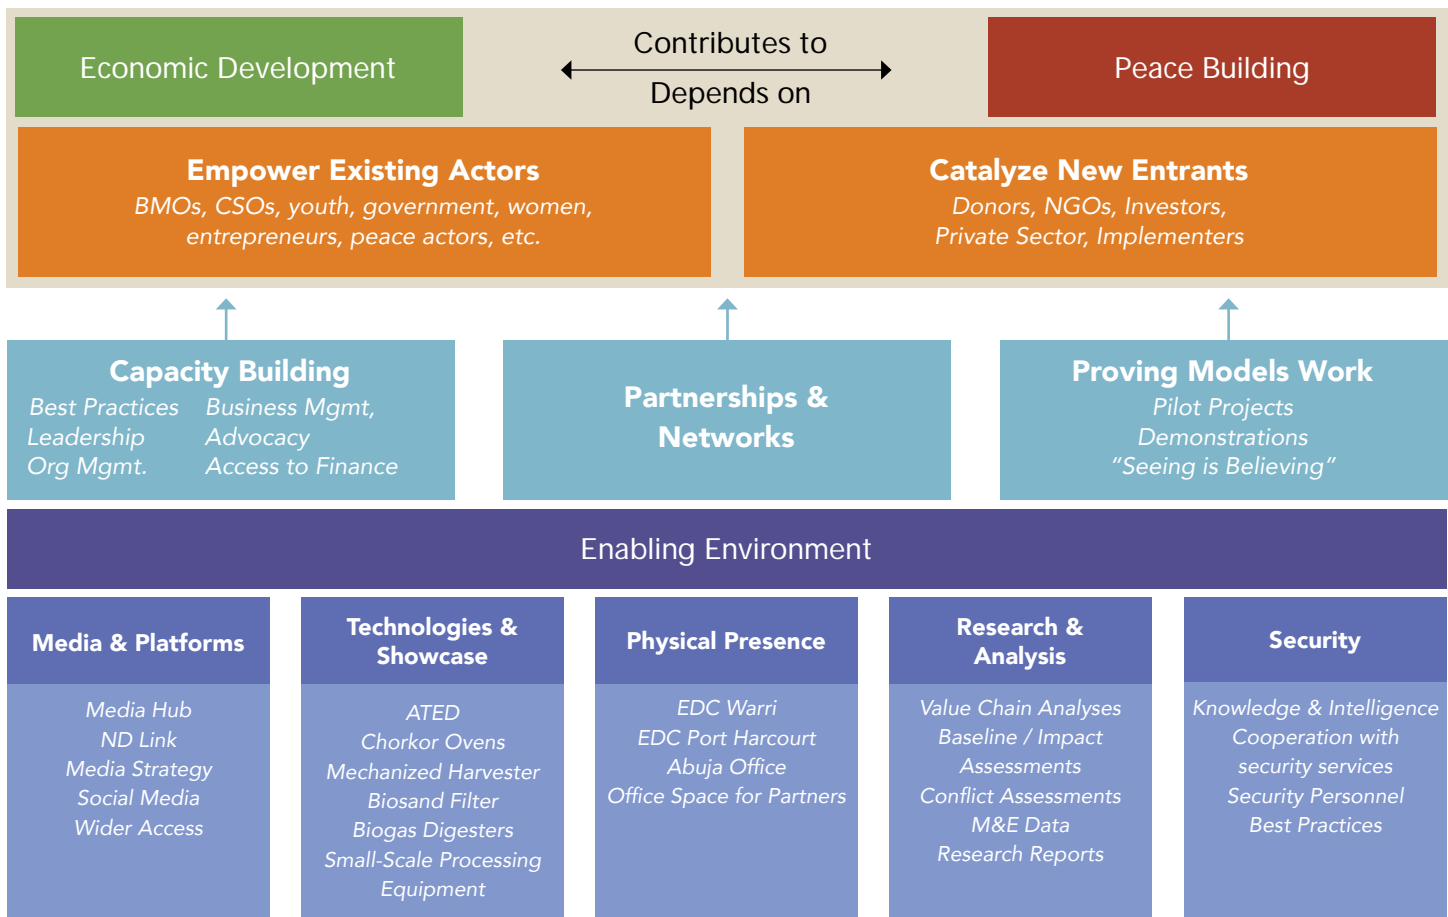 Economic Development
Contributes to
Depends on
Peace Building
Empower Existing Actors
BMOs, CSOs, youth, government, women,
entrepreneurs, peace actors, etc.
Catalyze New Entrants
Donors, NGOs, Investors,
Private Sector, Implementers
Capacity Building
Best Practices
Leadership
Org Mgmt.
Business Mgmt,
Advocacy
Access to Finance
Partnerships &
Networks
Proving Models Work
Pilot Projects
Demonstrations
“Seeing is Believing”
Enabling Environment
Media & Platforms
Media Hub
ND Link
Media Strategy
Social Media
Wider Access
Technologies &
Showcase
ATED
Chorkor Ovens
Mechanized Harvester
Biosand Filter
Biogas Digesters
Small-Scale Processing
Equipment
Physical Presence
EDC Warri
EDC Port Harcourt
Abuja Office
Office Space for Partners
Research &
Analysis
Value Chain Analyses
Baseline / Impact
Assessments
Conflict Assessments
M&E Data
Research Reports
Security
Knowledge & Intelligence
Cooperation with
security services
Security Personnel
Best Practices